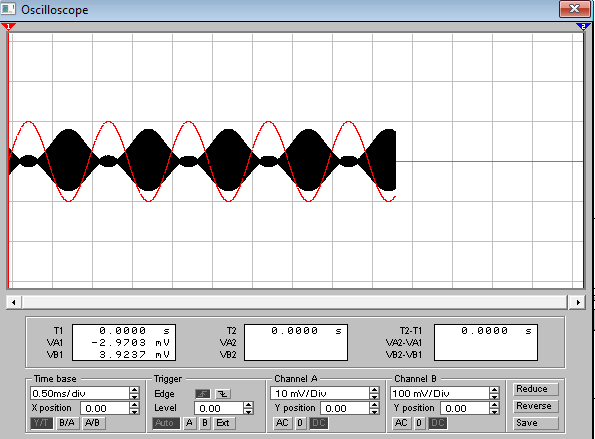 Oscilloscope
1 2
T1 0.0000 s
VA1 -2.9703 mV
VB1 3.9237 mV
T2
VA2
VB2
T2-T1 0.0000 s
VA2-VA1
VB2-VB1
Time base
0.50ms/div
X position 0.00
Y/T B/A A/B
Trigger
Edge
Level 0.00
Auto A B Ext
Channel A
10 mV/Div
Y position 0.00
AC 0 DC
Channel B
100 mV/Div
Y position 0.00
AC 0 DC
Reduce
Reverse
Save